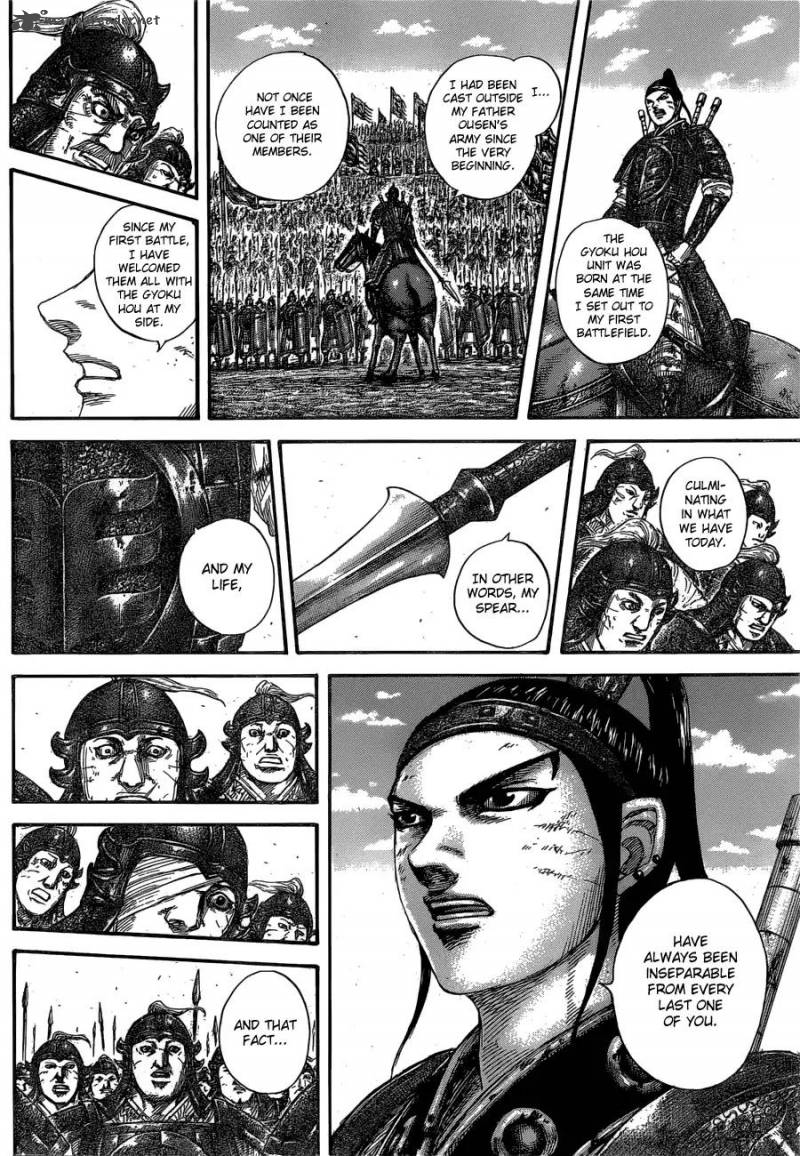 THE
GYOKU HOU
UNIT WAS
BORN AT
THE SAME
TIME
I SET OUT
TO
MY FIRST
BATTLEFIELD.
I...
I HAD BEEN
CAST OUTSIDE
MY FATHER
OUSEN'S
ARMY SINCE
THE VERY
BEGINNING.
NOT ONCE
HAVE I BEEN
COUNTED AS
ONE OF THEIR
MEMBERS.
SINCE MY
FIRST BATTLE,
I HAVE
WELCOMED
THEM ALL WITH
THE GYOKU
HOU AT MY
SIDE.
CULMI-
NATING
IN WHAT
WE HAVE
TODAY.
IN OTHER
WORDS, MY
SPEAR...
AND MY
LIFE,
HAVE
ALWAYS BEEN
INSEPARABLE
FROM EVERY
LAST ONE
OF YOU.
AND THAT
FACT...